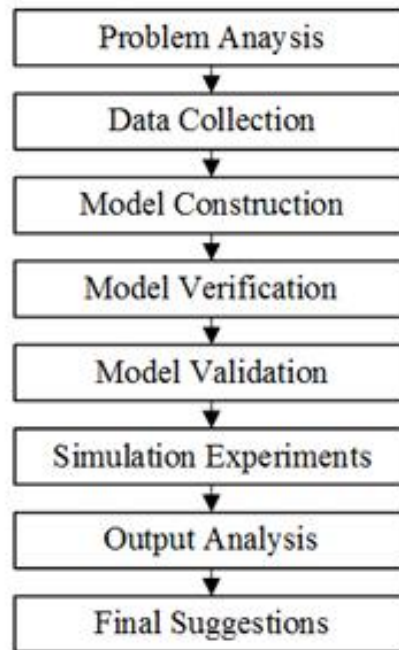 Problem Anaysis
Data Collection
Model Construction
Model Verification
Model Validation
Simulation Experiments
Output Analysis
Final Suggestions